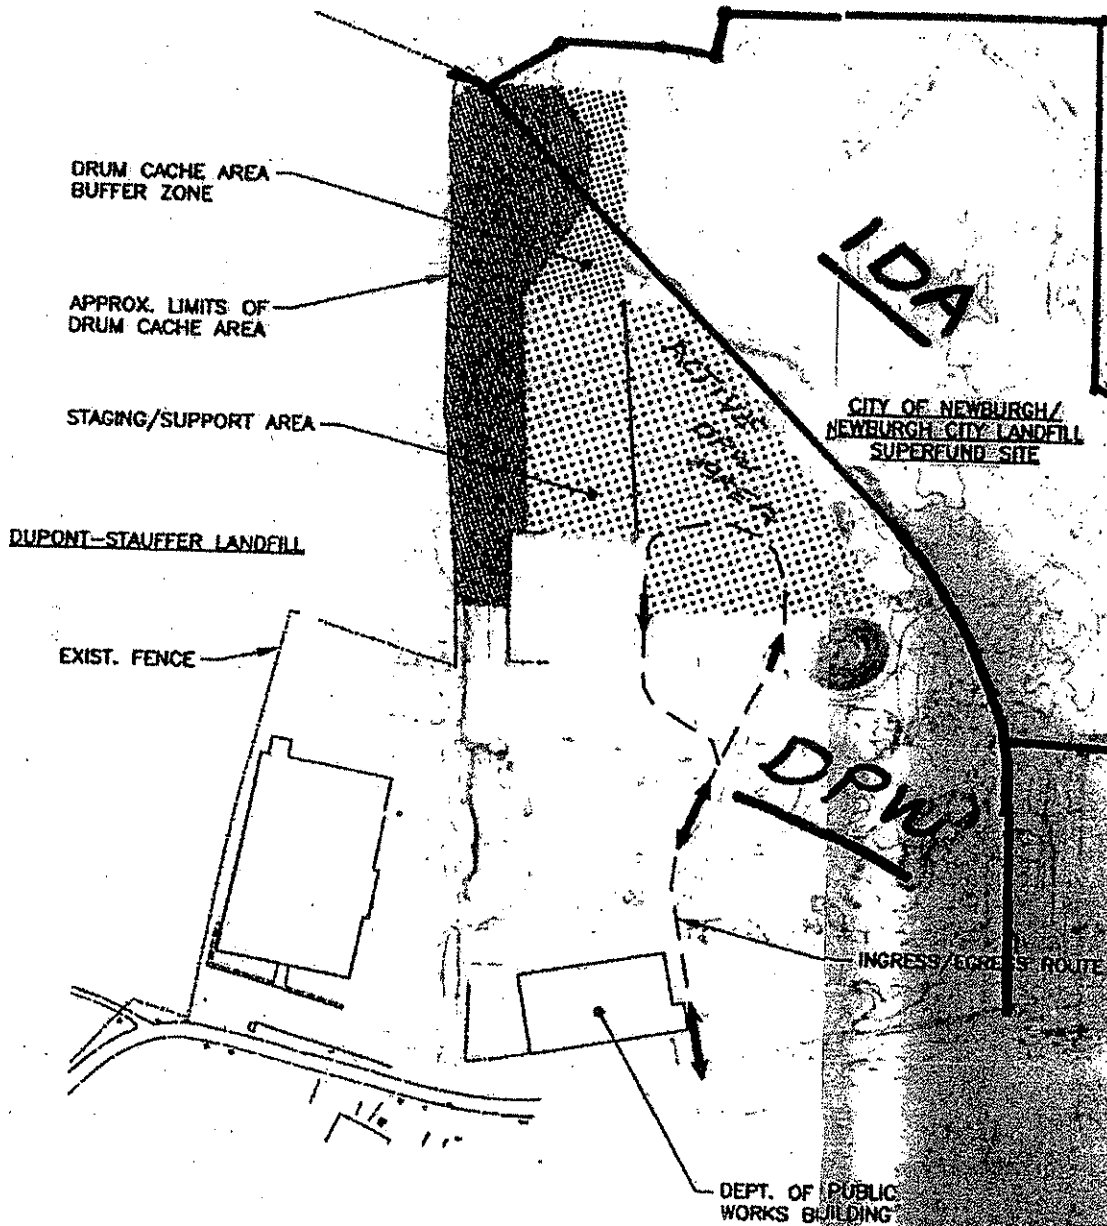 DRUM CACHE AREA
BUFFER ZONE
APPROX. LIMITS OF
DRUM CACHE AREA
STAGING/SUPPORT AREA
DUPONT-STAUFFER LANDFILL
EXIST. FENCE
IDA
ACTIVE
CITY OF NEWBURGH/
NEWBURGH CITY LANDFILL
SUPERFUND SITE
DPW
INGRESS/EGRESS ROUTE
DEPT. OF PUBLIC
WORKS BUILDING